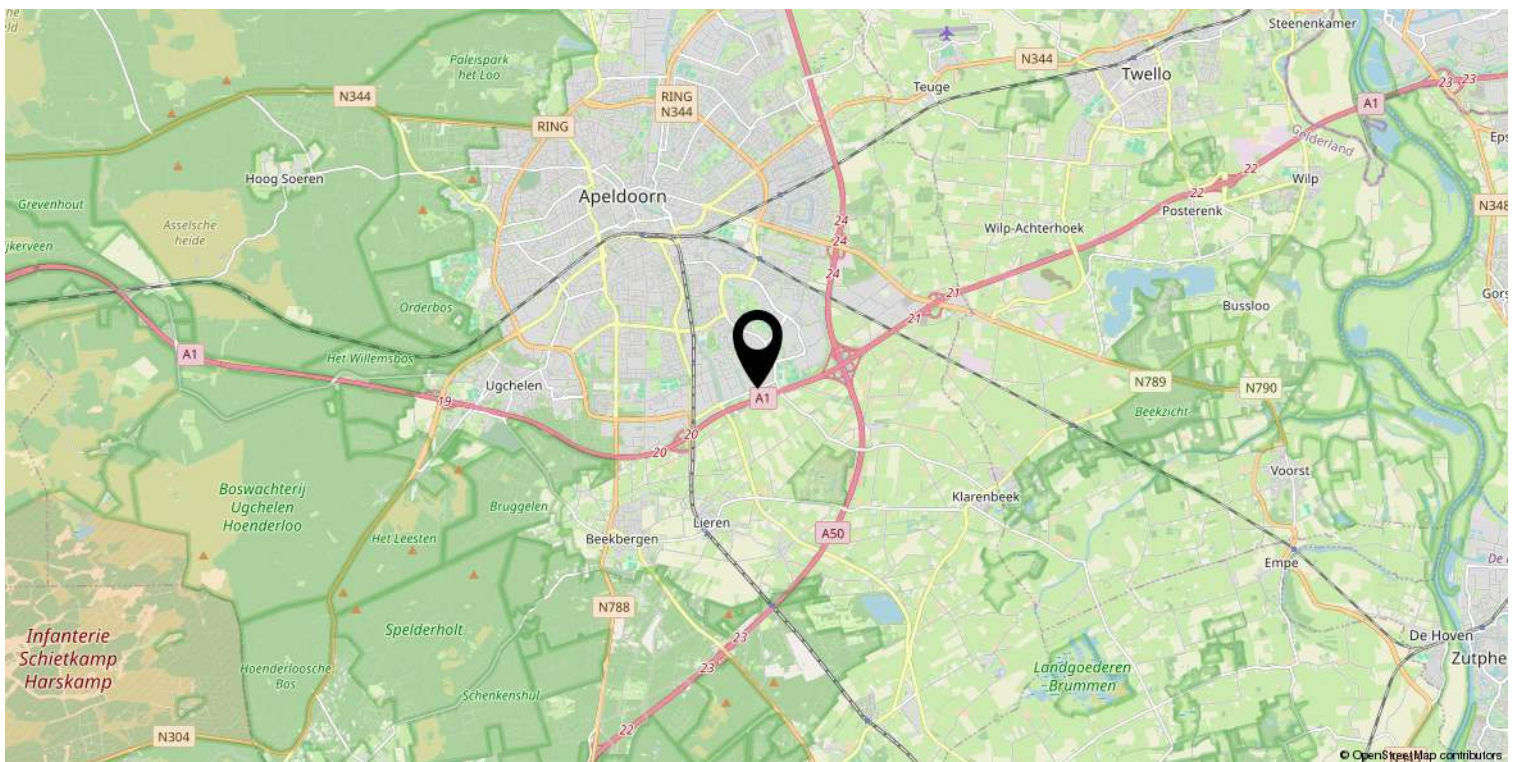 Steenenkamer
Paleispark
het Loo
N344
Twello
23
23
Teuge
N344
RING
N344
A1
RING
Gelderland
Eps
Hoog Soeren
22
Wilp
Apeldoorn
22
Grevenhout
N348
Posterenk
Asselsche
heide
24
Wilp-Achterhoek
ijkerveen
24
24
21
Gors
Orderbos
Bussloo
21
A1
Het Willemsbos
Ugchelen
N789
N790
A1
19
Beekzicht
20
20
Voorst
Boswachterij
Ugchelen
Hoenderloo
Klarenbeek
Bruggelen
Lieren
A50
Het Leesten
Beekbergen
Empe
N788
Infanterie
Schietkamp
Harskamp
Spelderholt
23
De Hoven
Zutphe
Hoenderloosche
Bos
23
Landgoederen
Brummen
Schenkenshul
22
N304
© OpenStreetMap contributors